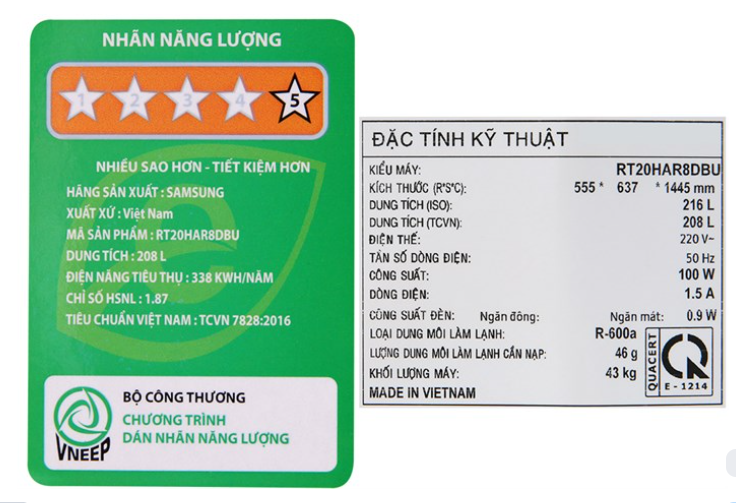 NHÃN NĂNG LƯỢNG
1 2 3 4 5
NHIỀU SAO HƠN - TIẾT KIỆM HƠN
HÃNG SẢN XUẤT : SAMSUNG
XUẤT XỨ : Việt Nam
MÃ SẢN PHẨM : RT20HAR8DBU
DUNG TÍCH : 208 L
ĐIỆN NĂNG TIÊU THỤ : 338 KWH/NĂM
CHỈ SỐ HSNL : 1.87
TIÊU CHUẨN VIỆT NAM : TCVN 7828:2016
BỘ CÔNG THƯƠNG
CHƯƠNG TRÌNH
DÁN NHÃN NĂNG LƯỢNG
VNEEP
ĐẶC TÍNH KỸ THUẬT
KIỂU MÁY: RT20HAR8DBU
KÍCH THƯỚC (R*S*C): 555 * 637 * 1445 mm
DUNG TÍCH (ISO): 216 L
DUNG TÍCH (TCVN): 208 L
ĐIỆN THẾ: 220 V~
TẦN SỐ DÒNG ĐIỆN: 50 Hz
CÔNG SUẤT: 100 W
DÒNG ĐIỆN: 1.5 A
CÔNG SUẤT ĐÈN: Ngăn đông: Ngăn mát: 0.9 W
LOẠI DUNG MÔI LÀM LẠNH: R-600a
LƯỢNG DUNG MÔI LÀM LẠNH CẦN NẠP: 46 g
KHỐI LƯỢNG MÁY: 43 kg
MADE IN VIETNAM
QUACERT
E - 1214